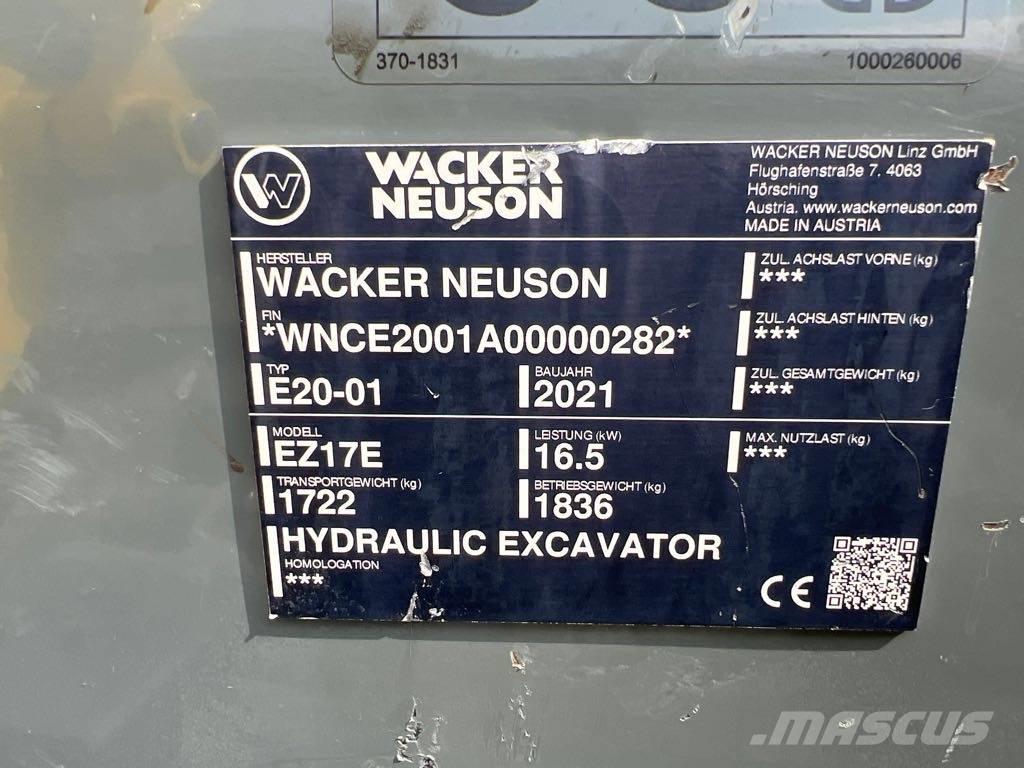 370-1831 1000260006
W WACKER NEUSON
WACKER NEUSON Linz GmbH
Flughafenstraße 7, 4063
Hörsching
Austria, www.wackerneuson.com
MADE IN AUSTRIA
HERSTELLER
WACKER NEUSON
ZUL. ACHSLAST VORNE (kg)
***
FIN
*WNCE2001A00000282*
ZUL. ACHSLAST HINTEN (kg)
***
TYP
E20-01
BAUJAHR
2021
ZUL. GESAMTGEWICHT (kg)
***
MODELL
EZ17E
LEISTUNG (kW)
16.5
MAX. NUTZLAST (kg)
***
TRANSPORTGEWICHT (kg)
1722
BETRIEBSGEWICHT (kg)
1836
HYDRAULIC EXCAVATOR
HOMOLOGATION
***
CE
MASCUS